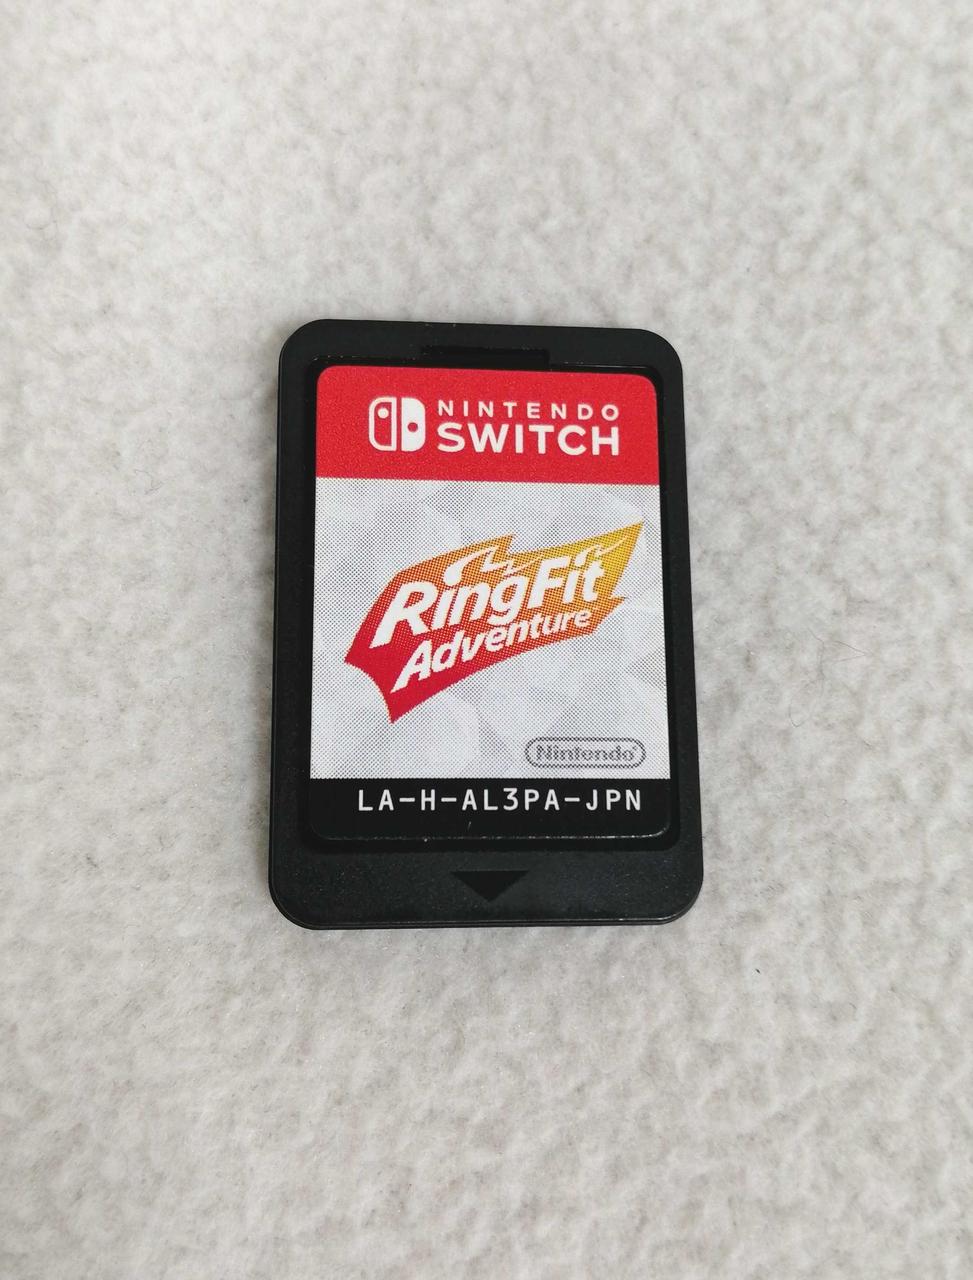 NINTENDO
SWITCH
RingFit
Adventure
Nintendo®
LA-H-AL3PA-JPN